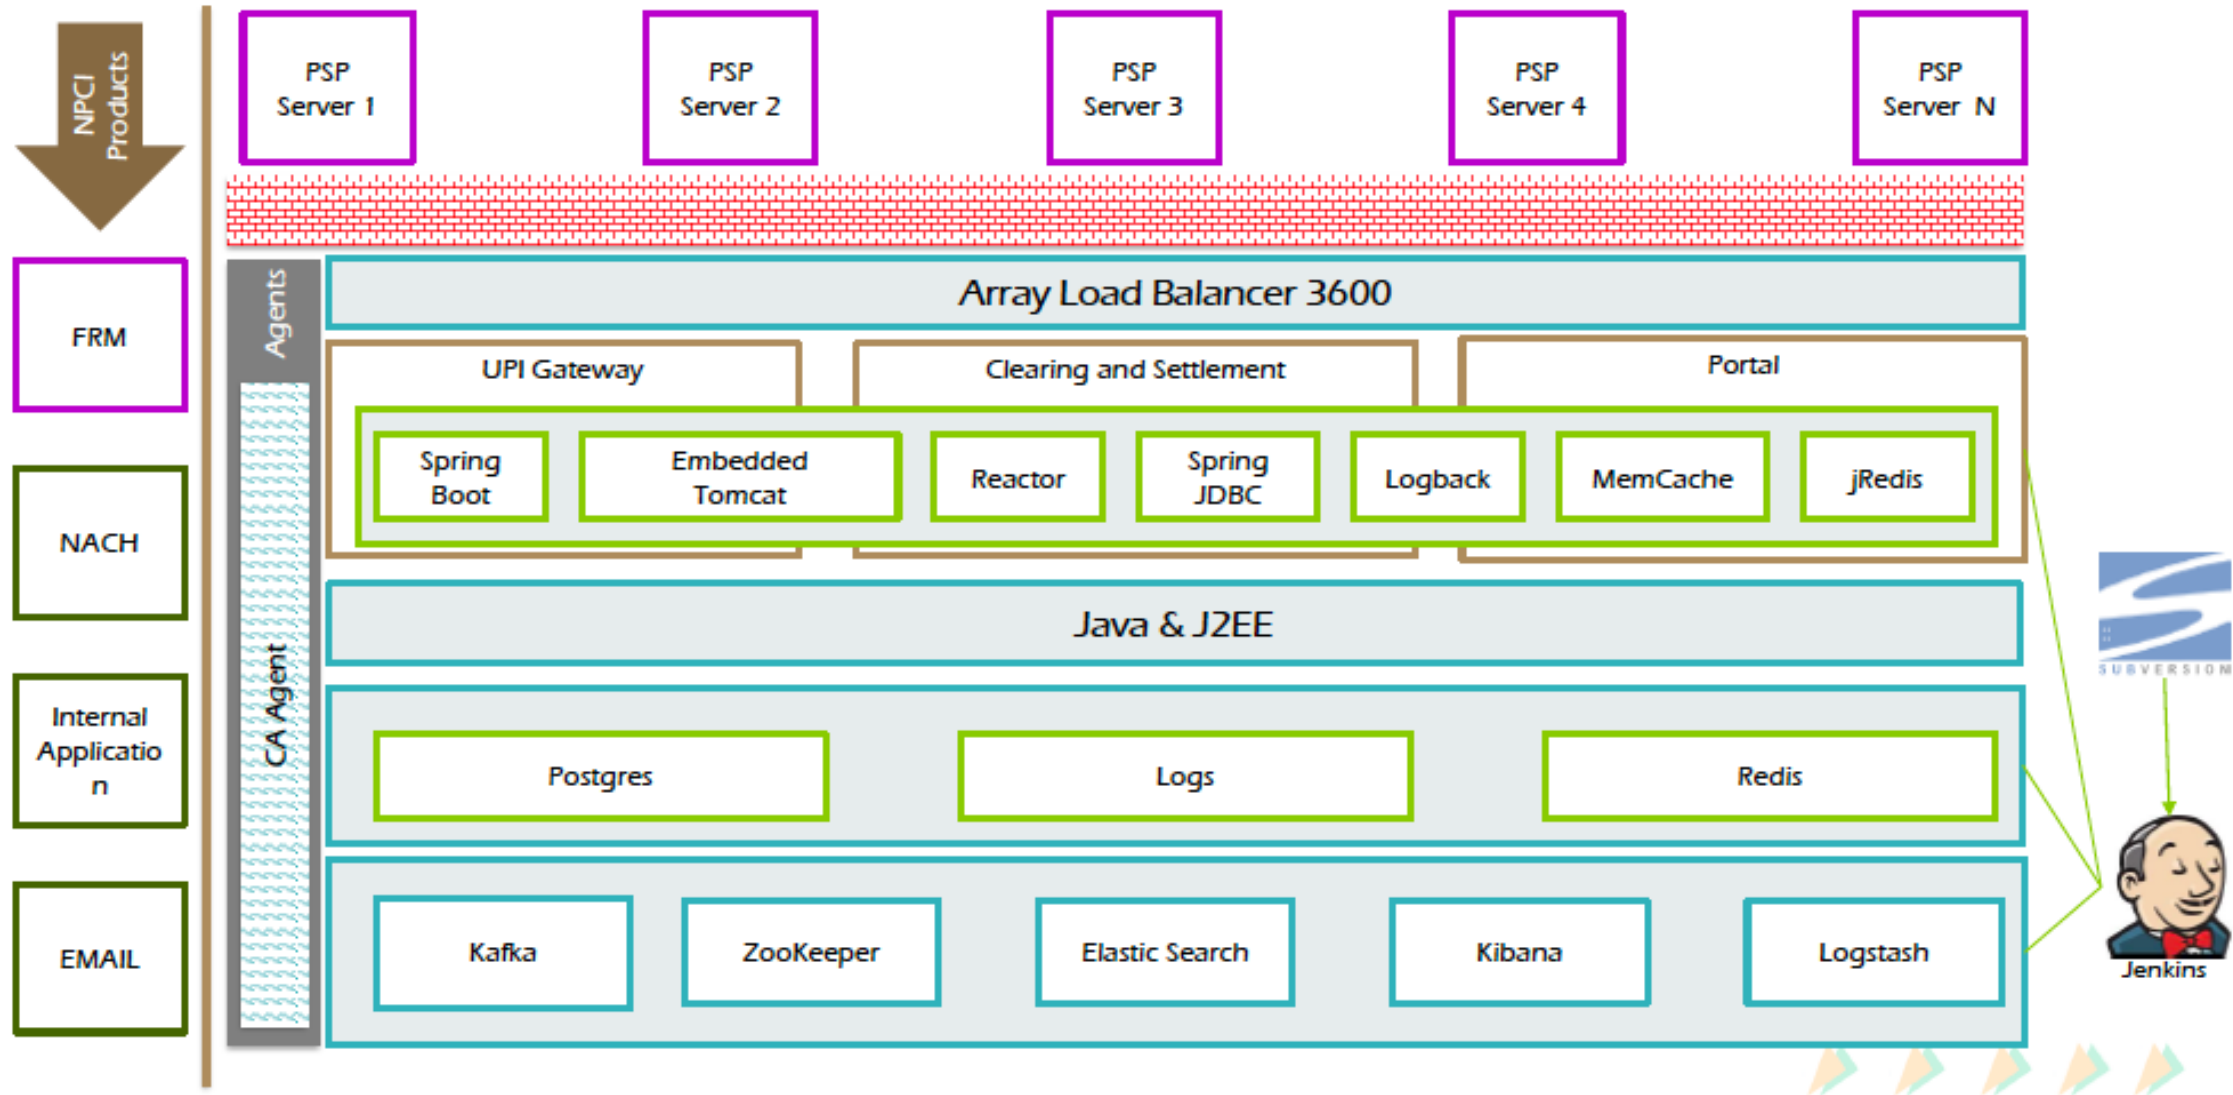 NPCI
Products
PSP
Server 1
PSP
Server 2
PSP
Server 3
PSP
Server 4
PSP
Server N
FRM
NACH
Internal
Applicatio
n
EMAIL
Agents
CA Agent
Array Load Balancer 3600
UPI Gateway
Clearing and Settlement
Portal
Spring
Boot
Embedded
Tomcat
Reactor
Spring
JDBC
Logback
MemCache
jRedis
Java & J2EE
Postgres
Logs
Redis
Kafka
ZooKeeper
Elastic Search
Kibana
Logstash
SUBVERSION
Jenkins